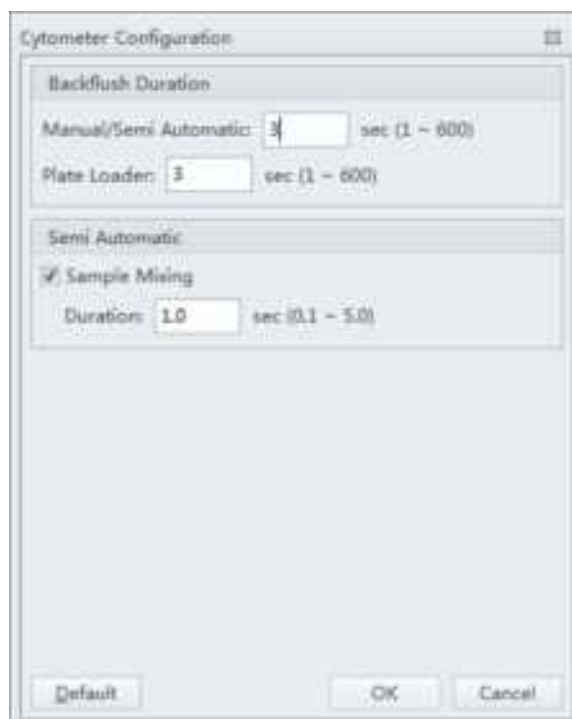 Cytometer Configuration
Backflush Duration
Manual/Semi Automatic: 3 sec (1 ~ 600)
Plate Loader: 3 sec (1 ~ 600)
Semi Automatic
Sample Mixing
Duration: 1.0 sec (0.1 ~ 5.0)
Default OK Cancel